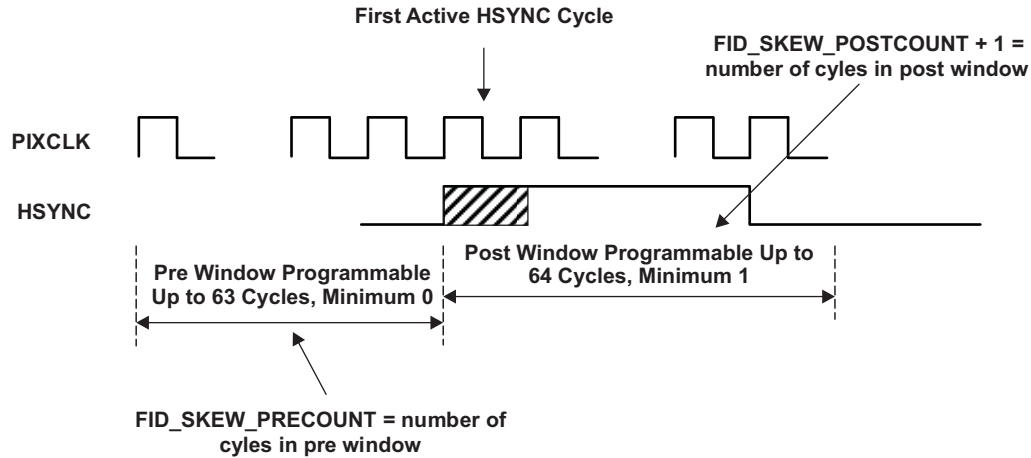 First Active HSYNC Cycle
FID_SKEW_POSTCOUNT + 1 =
number of cyles in post window
PIXCLK
HSYNC
Pre Window Programmable
Up to 63 Cycles, Minimum 0
Post Window Programmable Up to
64 Cycles, Minimum 1
FID_SKEW_PRECOUNT = number of
cyles in pre window